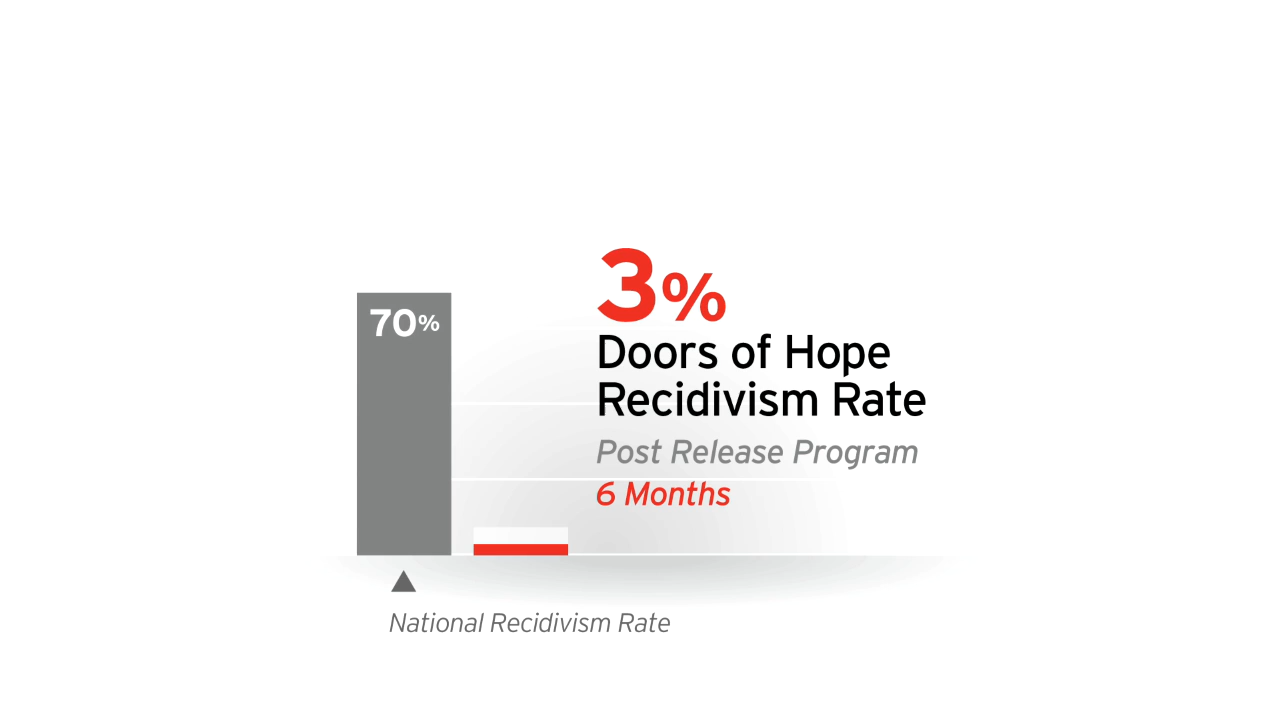 70%
3%
Doors of Hope
Recidivism Rate
Post Release Program
6 Months
National Recidivism Rate